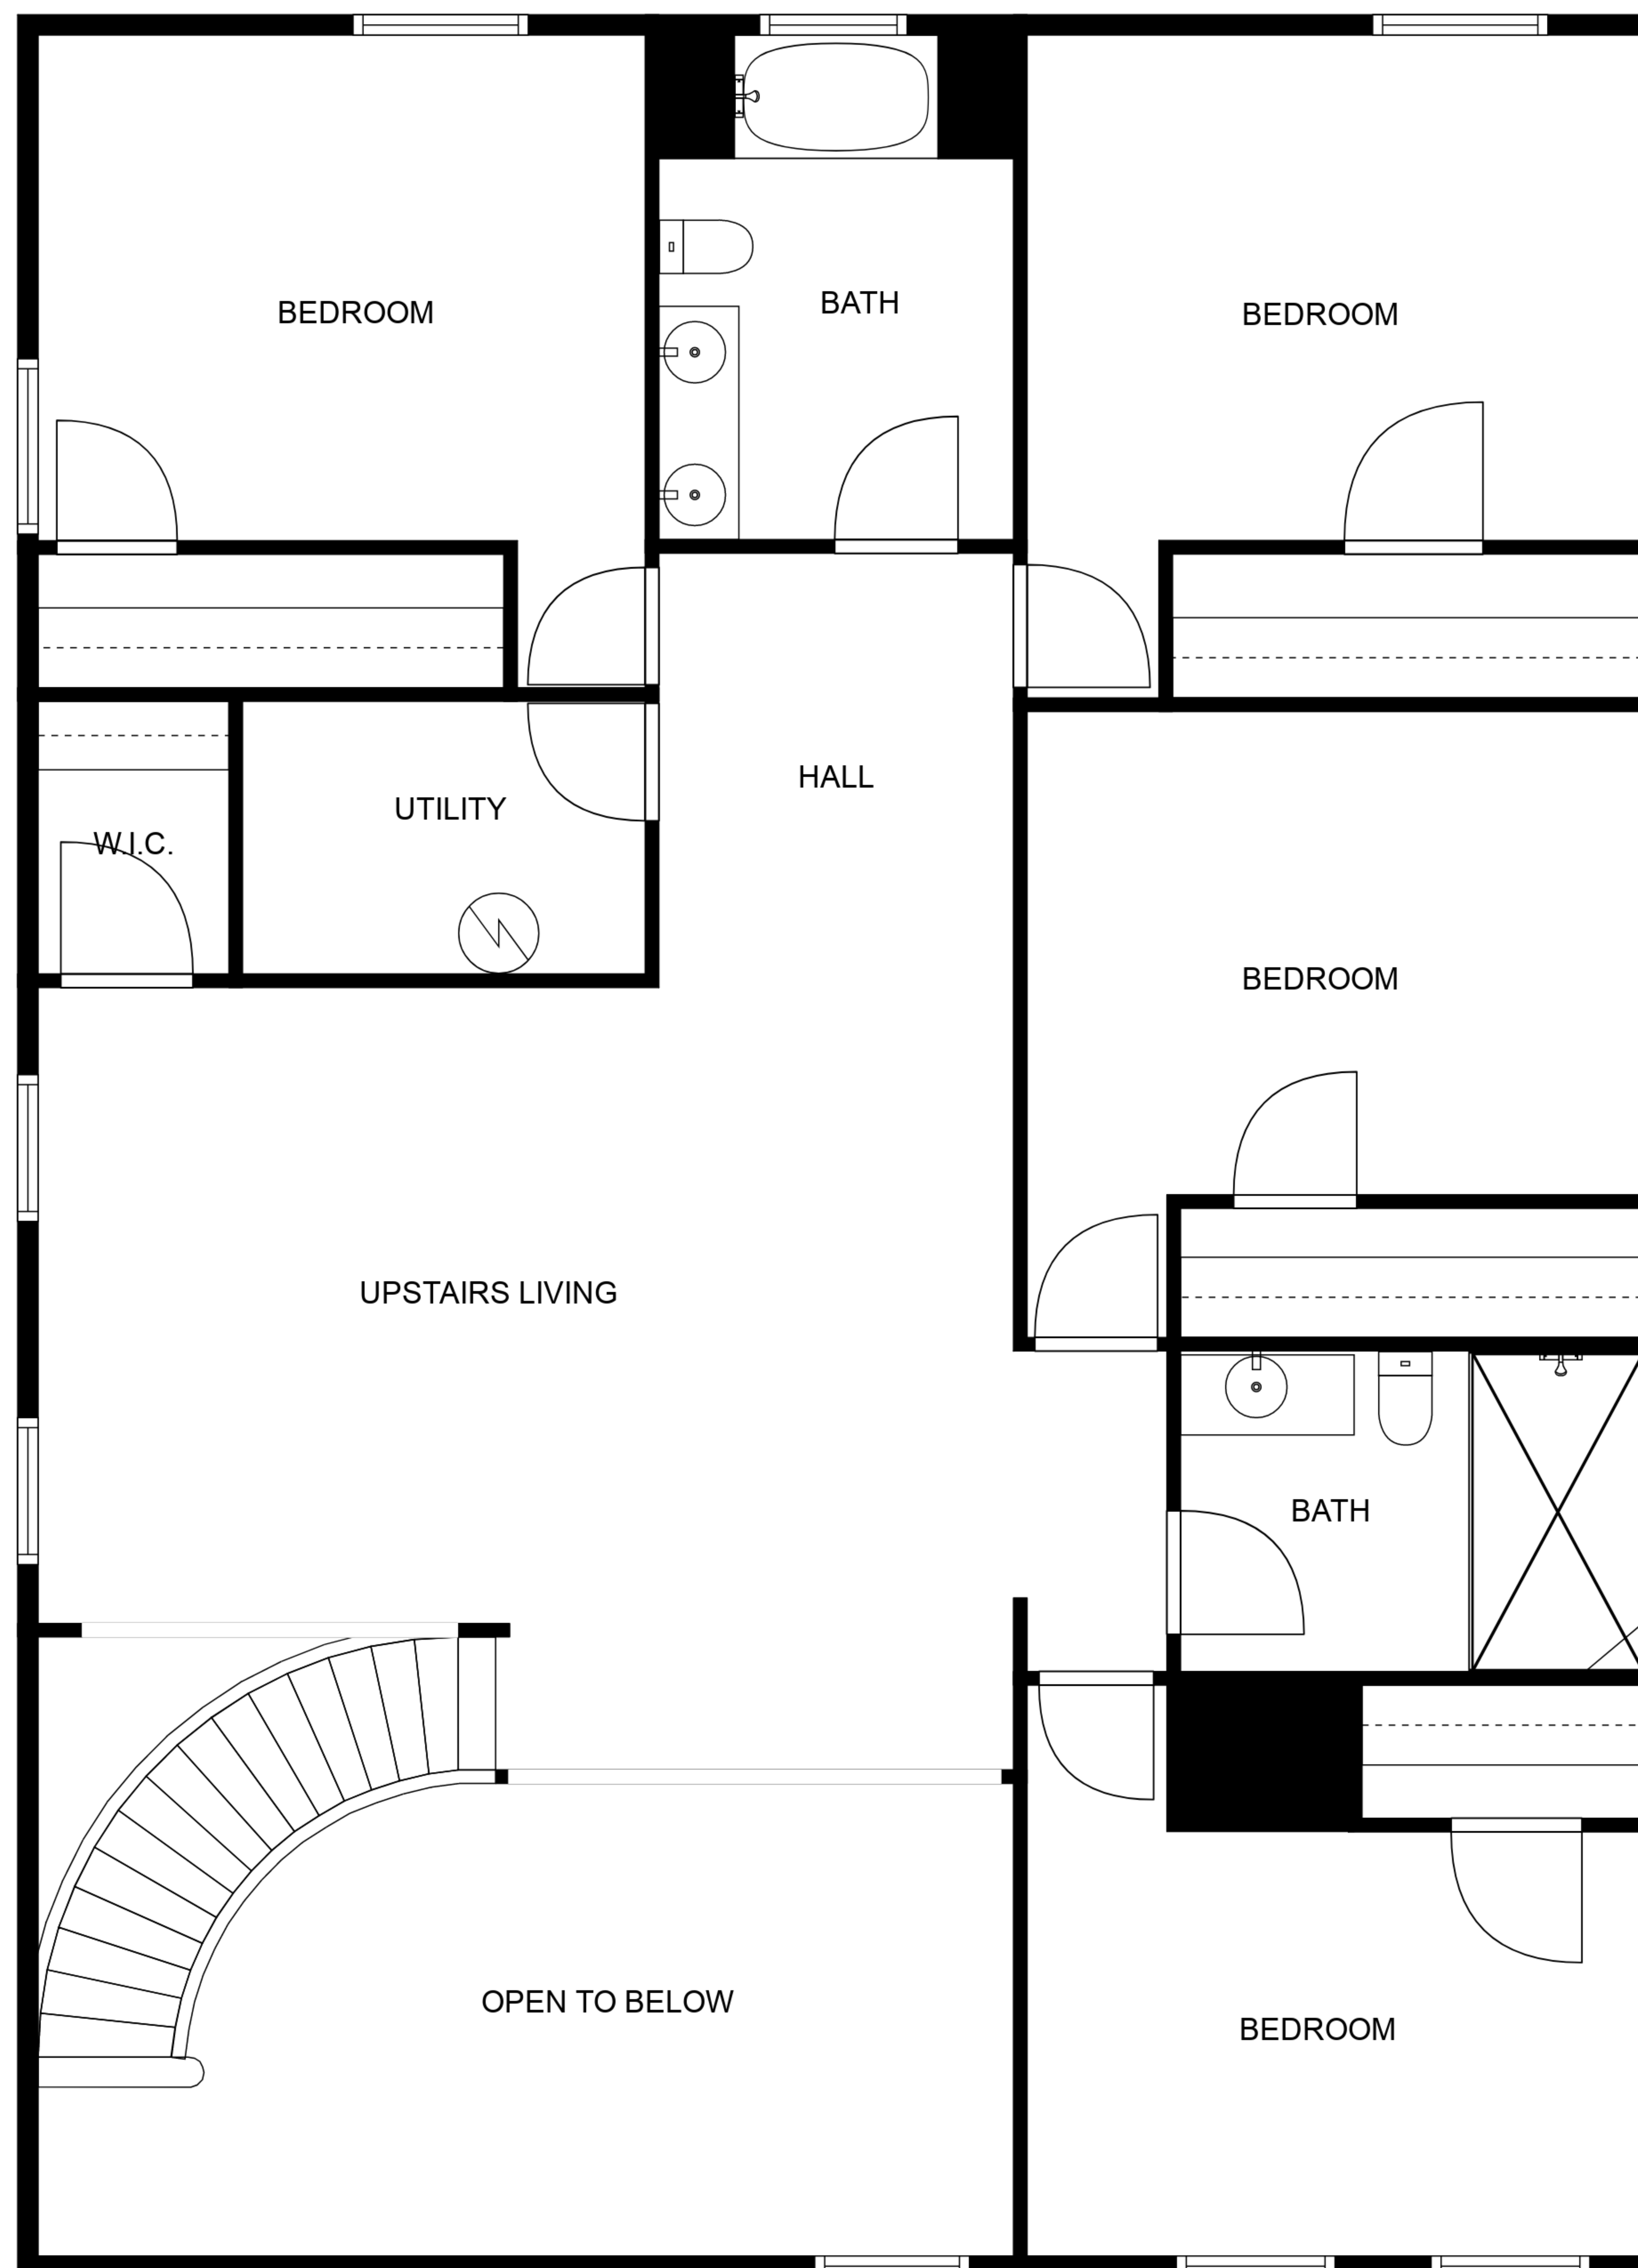 BEDROOM
BATH
BEDROOM
HALL
UTILITY
W.I.C.
BEDROOM
UPSTAIRS LIVING
BATH
OPEN TO BELOW
BEDROOM